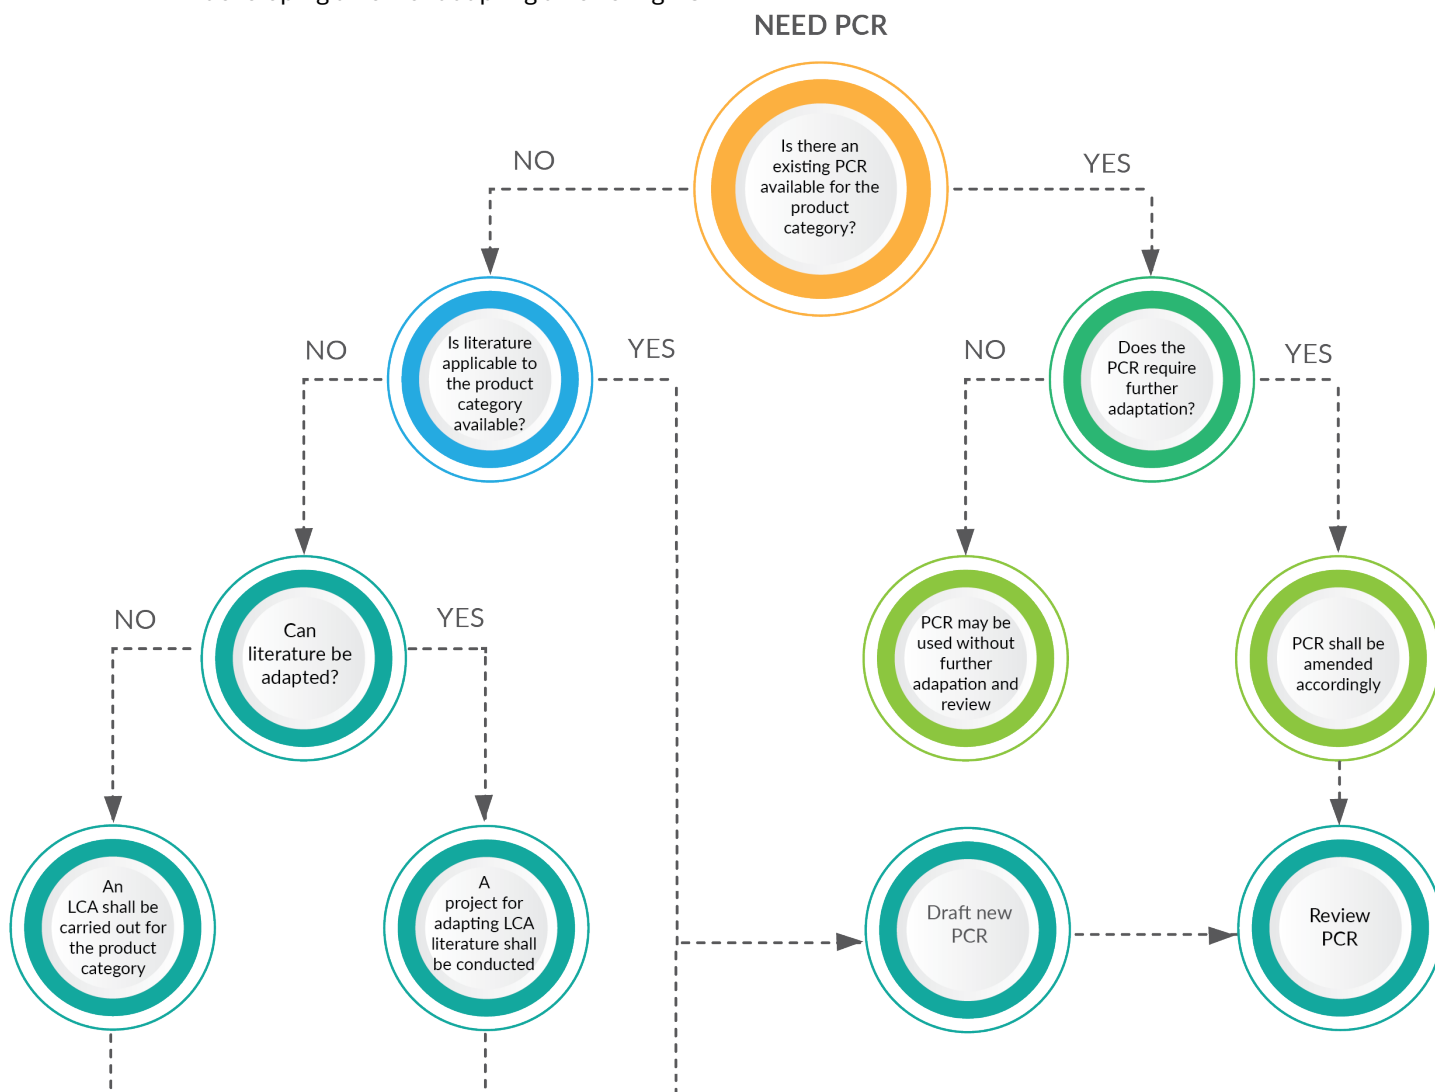 NEED PCR
Is there an
existing PCR
available for the
product
category?
NO
YES
Is literature
applicable to
the product
category
available?
NO
YES
Does the
PCR require
further
adaptation?
NO
YES
Can
literature be
adapted?
NO
YES
PCR may be
used without
further
adapation and
review
PCR shall be
amended
accordingly
An
LCA shall be
carried out for
the product
category
A
project for
adapting LCA
literature shall
be conducted
Draft new
PCR
Review
PCR